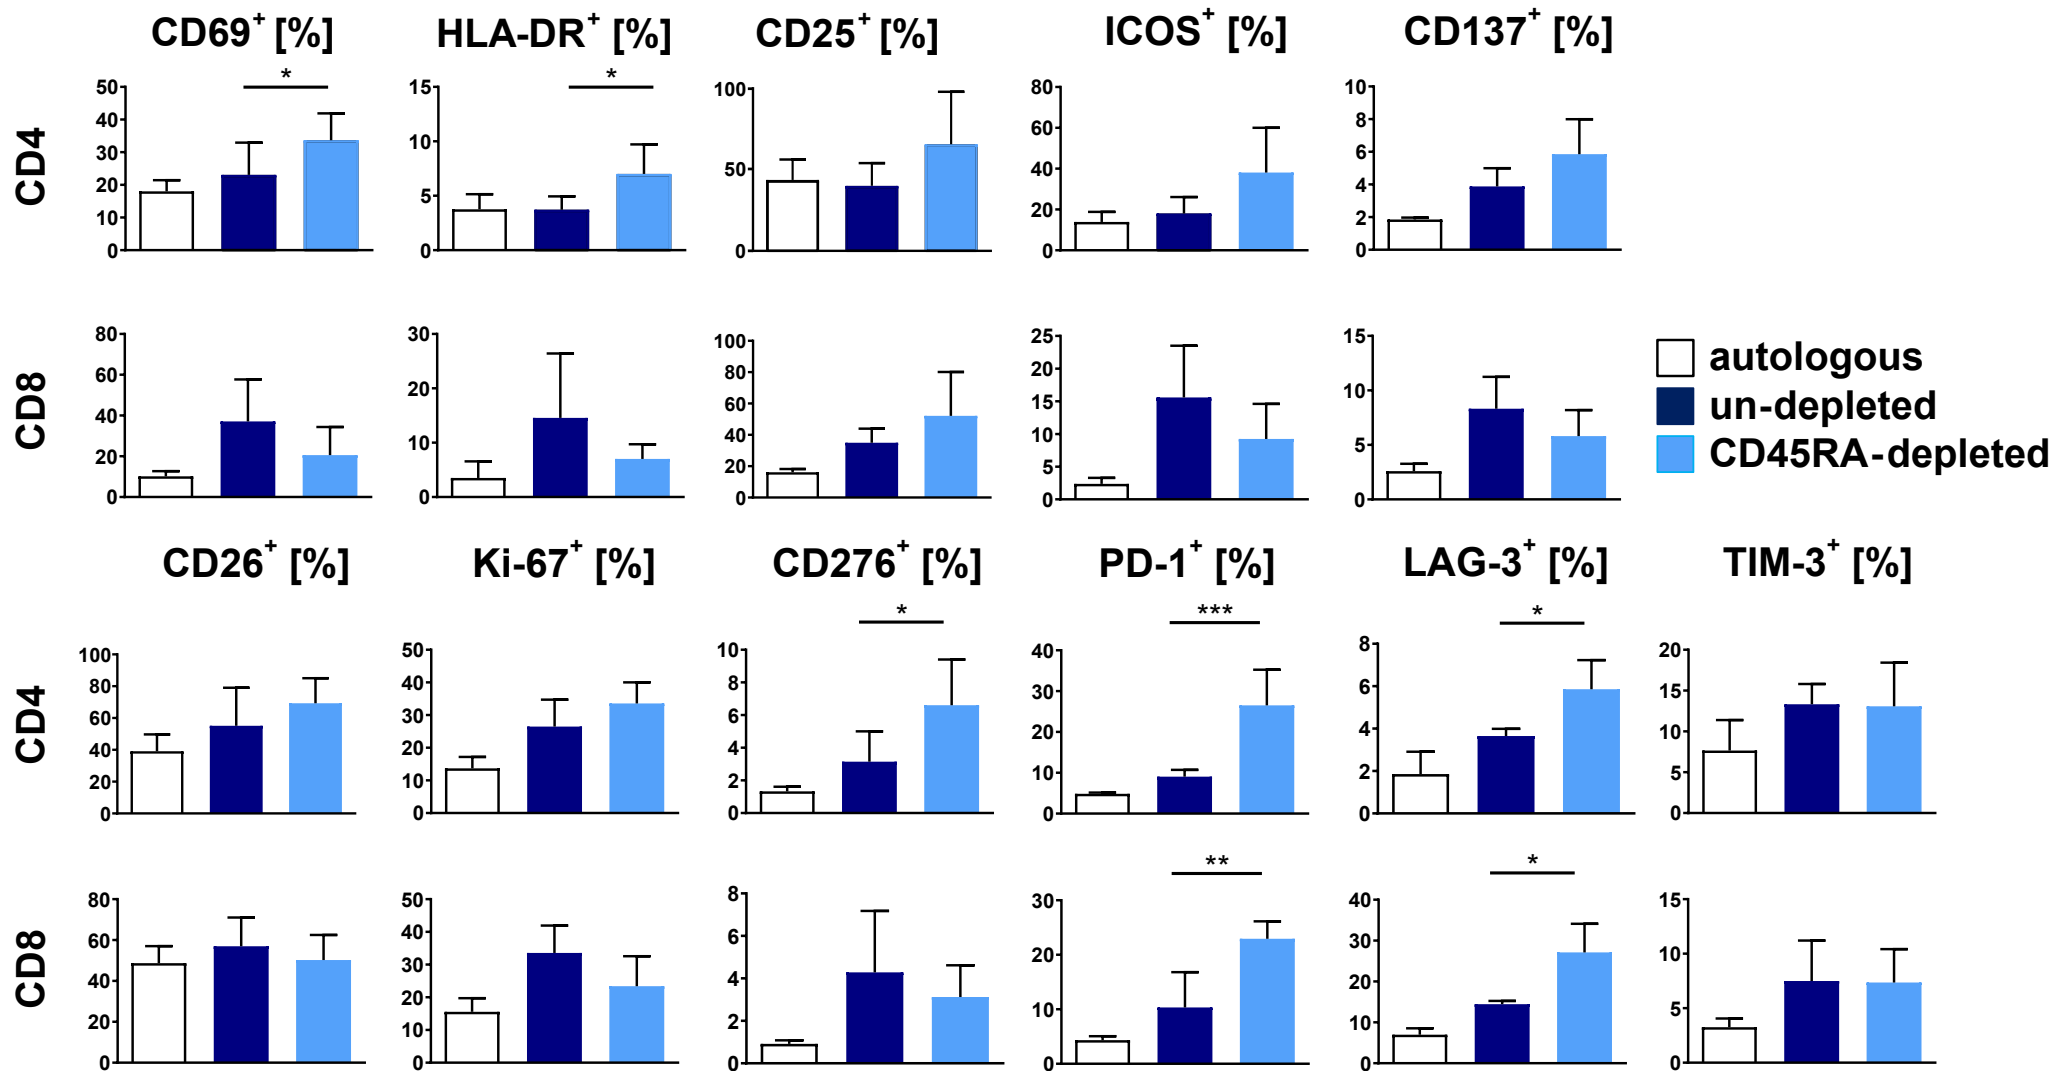 CD69+ [%] HLA-DR+ [%] CD25+ [%] ICOS+ [%] CD137+ [%]
* *
CD4
50 40 30 20 10 0
15 10 5 0
100 50 0
80 60 40 20 0
10 8 6 4 2 0
CD8
80 60 40 20 0
30 20 10 0
100 80 60 40 20 0
25 20 15 10 5 0
15 10 5 0
autologous
un-depleted
CD45RA-depleted
CD26+ [%] Ki-67+ [%] CD276+ [%] PD-1+ [%] LAG-3+ [%] TIM-3+ [%]
* *** *
CD4
100 80 60 40 20 0
50 40 30 20 10 0
10 8 6 4 2 0
40 30 20 10 0
8 6 4 2 0
20 15 10 5 0
** *
CD8
80 60 40 20 0
50 40 30 20 10 0
8 6 4 2 0
30 20 10 0
40 30 20 10 0
15 10 5 0